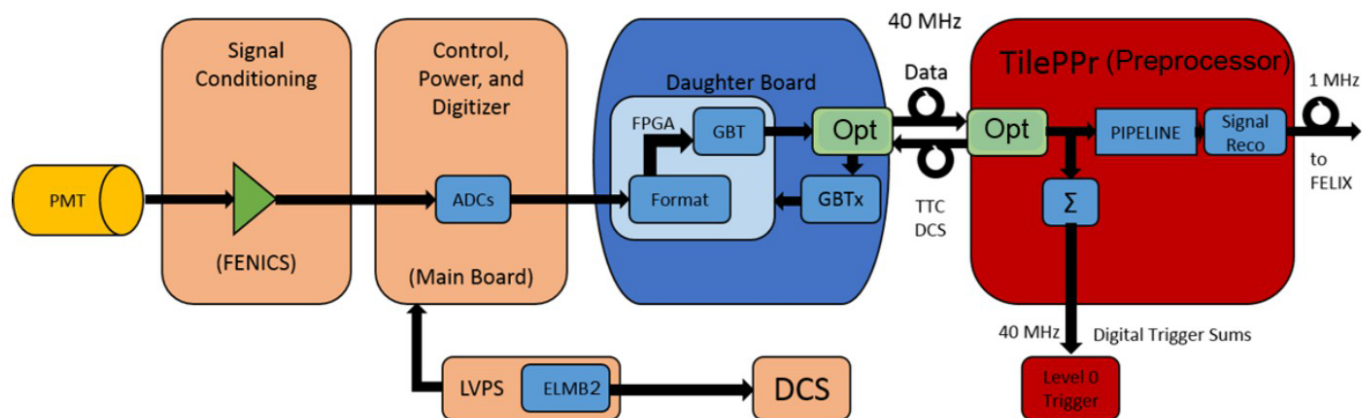 PMT
Signal
Conditioning
(FENICS)
Control,
Power, and
Digitizer
ADCs
(Main Board)
LVPS
ELMB2
DCS
Daughter Board
FPGA
GBT
Format
Opt
GBTx
40 MHz
Data
TTC
DCS
TilePPr (Preprocessor)
Opt
PIPELINE
Signal
Reco
Σ
1 MHz
to
FELIX
40 MHz
Digital Trigger Sums
Level 0
Trigger